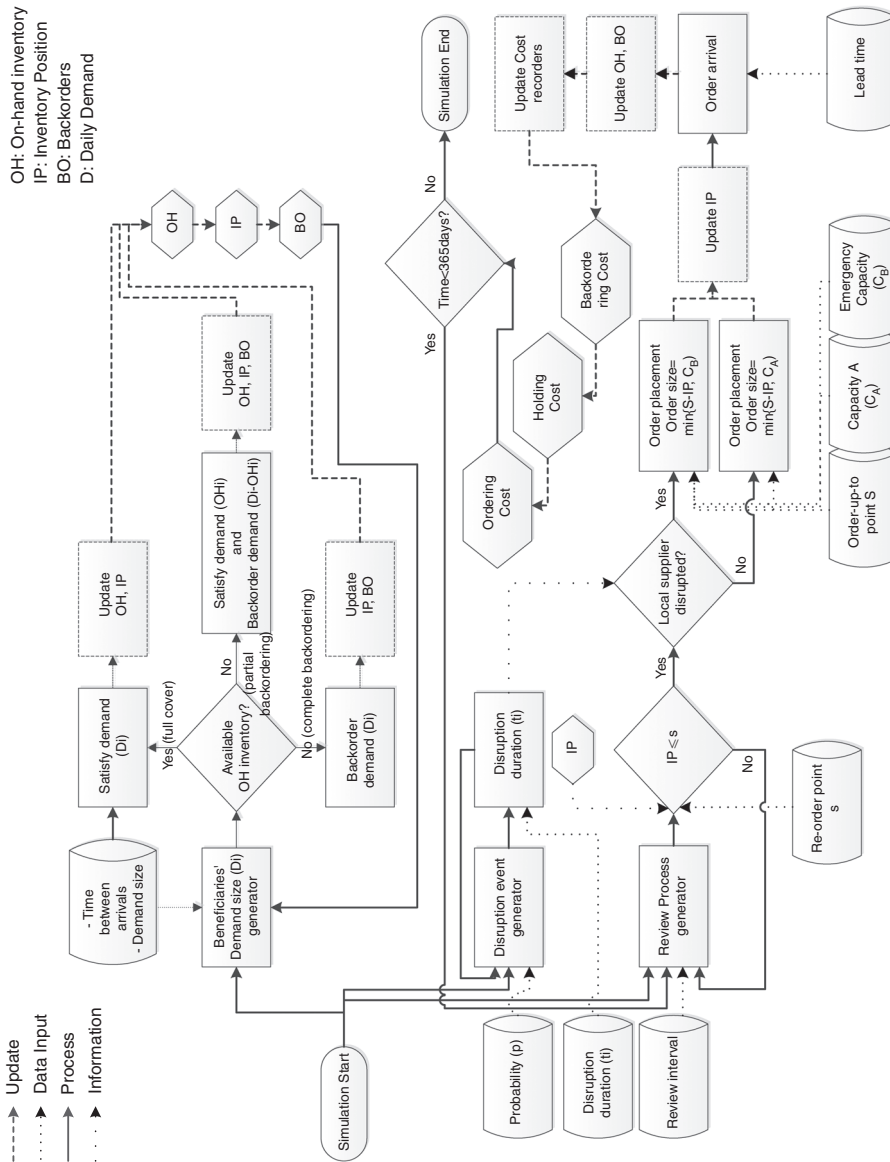 Update
Data Input
Process
Information
OH: On-hand inventory
IP: Inventory Position
BO: Backorders
D: Daily Demand
Simulation Start
- Time
between
arrivals
- Demand size
Beneficiaries'
Demand size (Di)
generator
Satisfy demand
(Di)
Yes (full cover)
Available
OH inventory?
No
(partial
backordering)
No (complete backordering)
Backorder
demand (Di)
Update
OH, IP
Satisfy demand (OHi)
and
Backorder demand (Di-OHi)
Update
IP, BO
Update
OH, IP, BO
OH
IP
BO
Probability (p)
Disruption
duration (ti)
Review interval
Disruption event
generator
Disruption
duration (ti)
Review Process
generator
IP
IP⩽s
No
Yes
Re-order point
s
Local supplier
disrupted?
Yes
No
Order placement
Order size=
min{S-IP, CB)
Order placement
Order size=
min{S-IP, CA)
Order-up-to
point S
Capacity A
(CA)
Emergency
Capacity
(CB)
Update IP
Order arrival
Lead time
Update OH, BO
Update Cost
recorders
Backorde
ring Cost
Holding
Cost
Ordering
Cost
Time<365days?
Yes
No
Simulation End